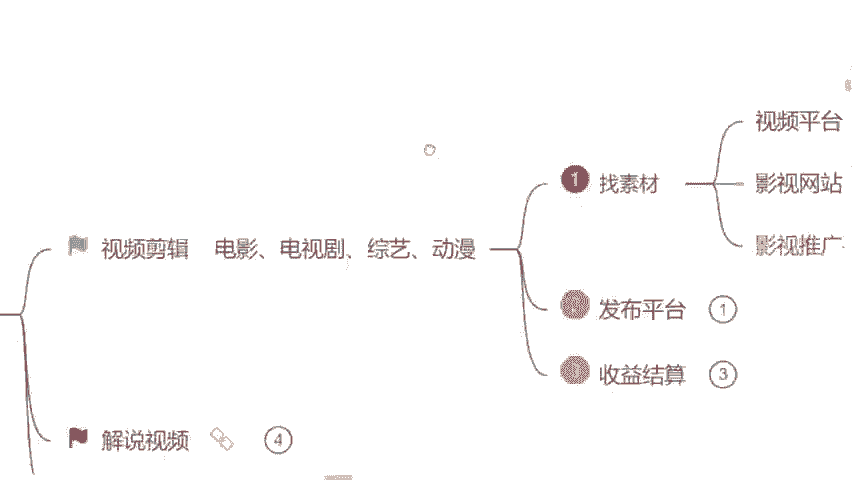 视频平台
1 找素材
影视网站
影视推广
视频剪辑 电影、电视剧、综艺、动漫
发布平台 1
收益结算 3
解说视频 4